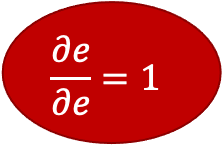 ∂e/∂e = 1